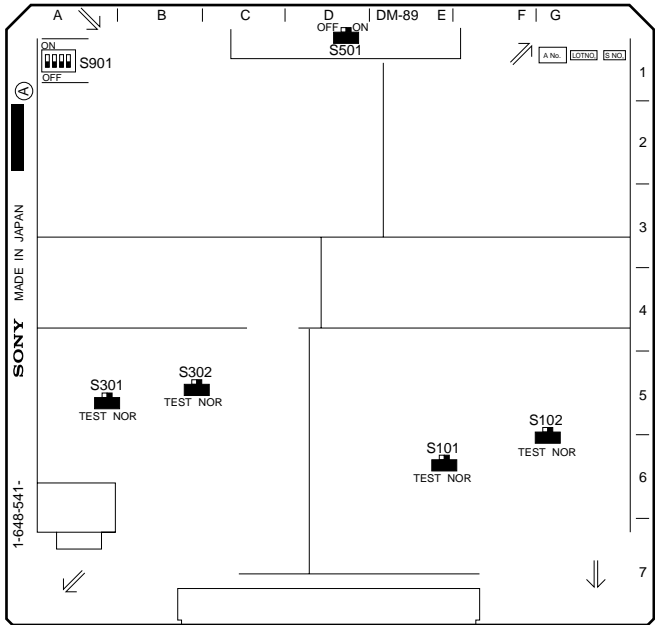 A B C D DM-89 E F G
OFF ON
S501
ON
S901
OFF
A No. LOTNO. S NO.
A
1
2
3
4
5
6
7
SONY MADE IN JAPAN
1-648-541-
S301
TEST NOR
S302
TEST NOR
S101
TEST NOR
S102
TEST NOR